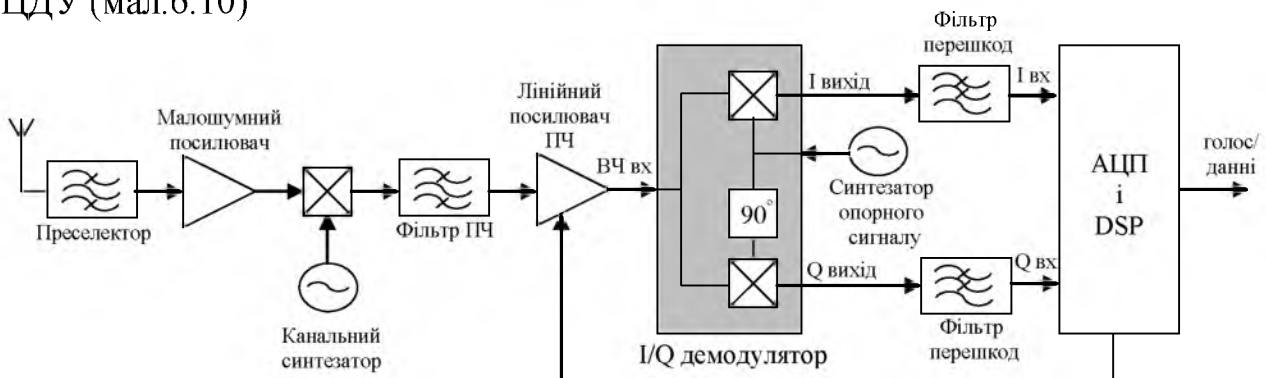 ЦДУ (мал.6.10)
Фільтр
перешкод
Лінійний
посилювач
ПЧ
I вихід
I вх
Малошумний
посилювач
ВЧ вх
голос/
данні
АЦП
і
DSP
Синтезатор
опорного
сигналу
90°
Преселектор
Фільтр ПЧ
Q вихід
Q вх
Канальний
синтезатор
I/Q демодулятор
Фільтр
перешкод